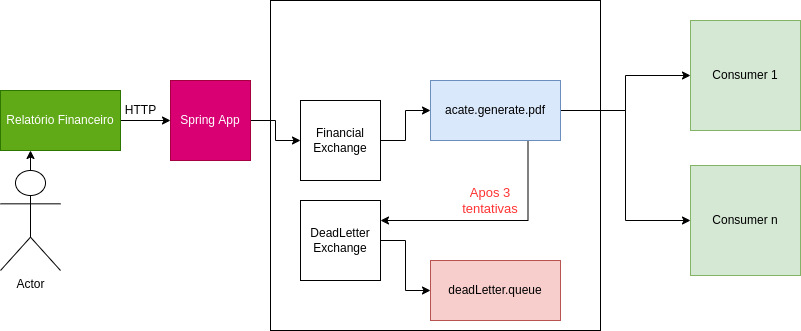 Relatório Financeiro
HTTP
Spring App
Financial
Exchange
acate.generate.pdf
Consumer 1
Apos 3
tentativas
DeadLetter
Exchange
Consumer n
deadLetter.queue
Actor